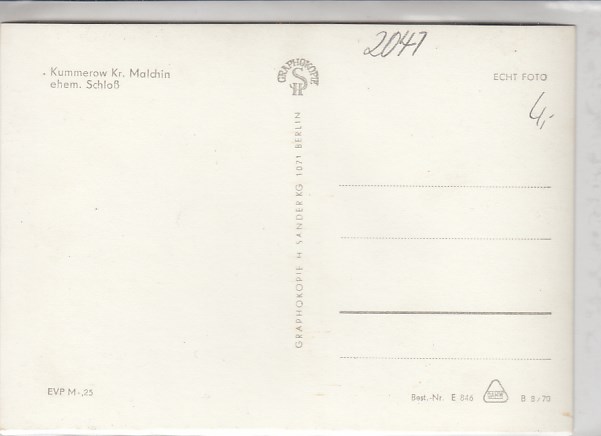 2041
Kummerow Kr. Malchin
ehem. Schloß
GRAPHOKOPIE
SH
ECHT FOTO
4,-
GRAPHOKOPIE H SANDER KG 1071 BERLIN
EVP M -,25
Best.-Nr. E 846
B 8/70